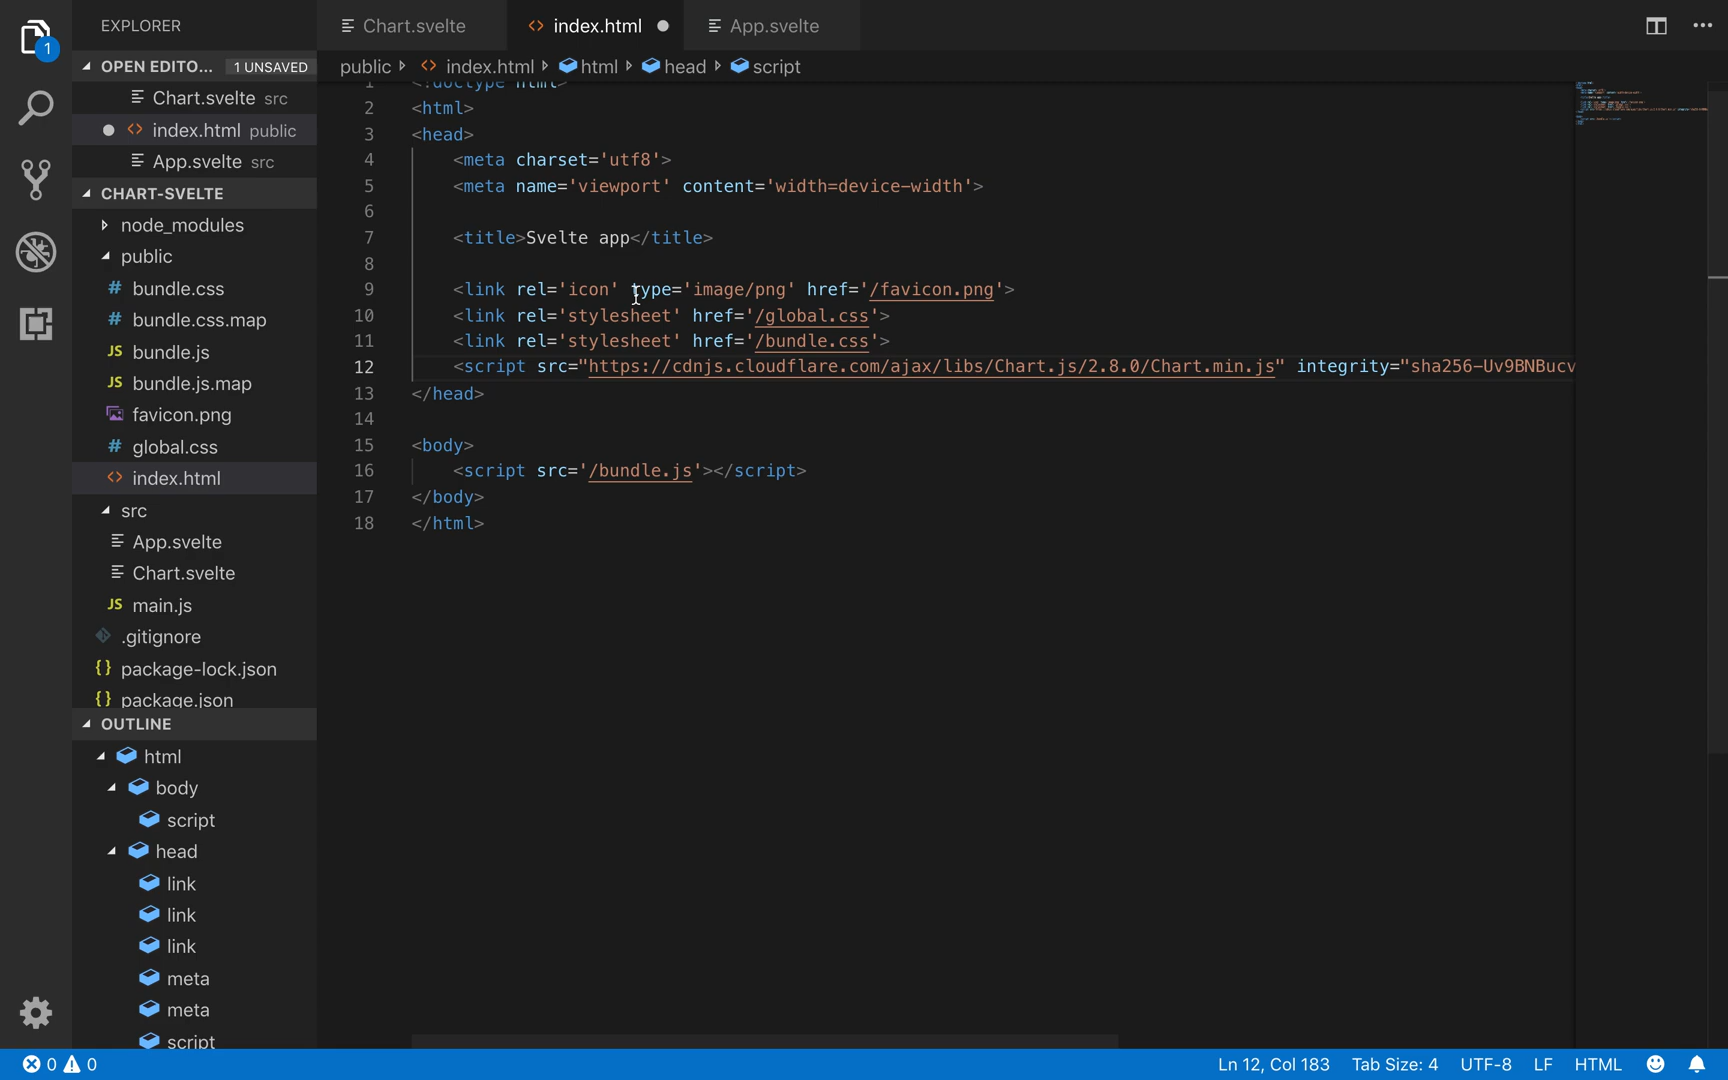 EXPLORER
Chart.svelte
index.html
App.svelte
1
OPEN EDITO... 1 UNSAVED
Chart.svelte src
index.html public
App.svelte src
CHART-SVELTE
node_modules
public
# bundle.css
# bundle.css.map
JS bundle.js
JS bundle.js.map
favicon.png
# global.css
<> index.html
src
App.svelte
Chart.svelte
JS main.js
.gitignore
{} package-lock.json
{} package.json
OUTLINE
html
body
script
head
link
link
link
meta
meta
script
public <> index.html html head script
1 <!doctype html>
2 <html>
3 <head>
4 <meta charset='utf8'>
5 <meta name='viewport' content='width=device-width'>
6
7 <title>Svelte app</title>
8
9 <link rel='icon' type='image/png' href='/favicon.png'>
10 <link rel='stylesheet' href='/global.css'>
11 <link rel='stylesheet' href='/bundle.css'>
12 <script src="https://cdnjs.cloudflare.com/ajax/libs/Chart.js/2.8.0/Chart.min.js" integrity="sha256-Uv9BNBucv
13 </head>
14
15 <body>
16 <script src='/bundle.js'></script>
17 </body>
18 </html>
0 0
Ln 12, Col 183 Tab Size: 4 UTF-8 LF HTML